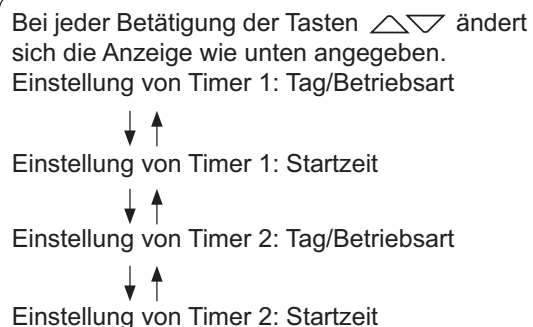 Bei jeder Betätigung der Tasten △▽ ändert
sich die Anzeige wie unten angegeben.
Einstellung von Timer 1: Tag/Betriebsart
Einstellung von Timer 1: Startzeit
Einstellung von Timer 2: Tag/Betriebsart
Einstellung von Timer 2: Startzeit